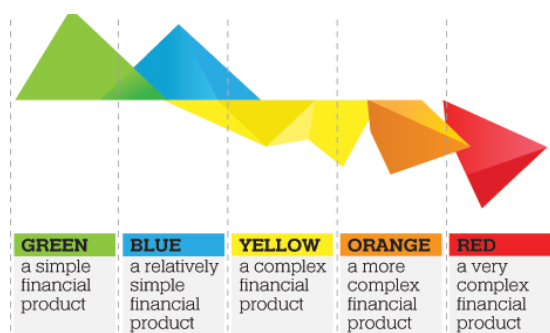 GREEN
a simple
financial
product
BLUE
a relatively
simple
financial
product
YELLOW
a complex
financial
product
ORANGE
a more
complex
financial
product
RED
a very
complex
financial
product